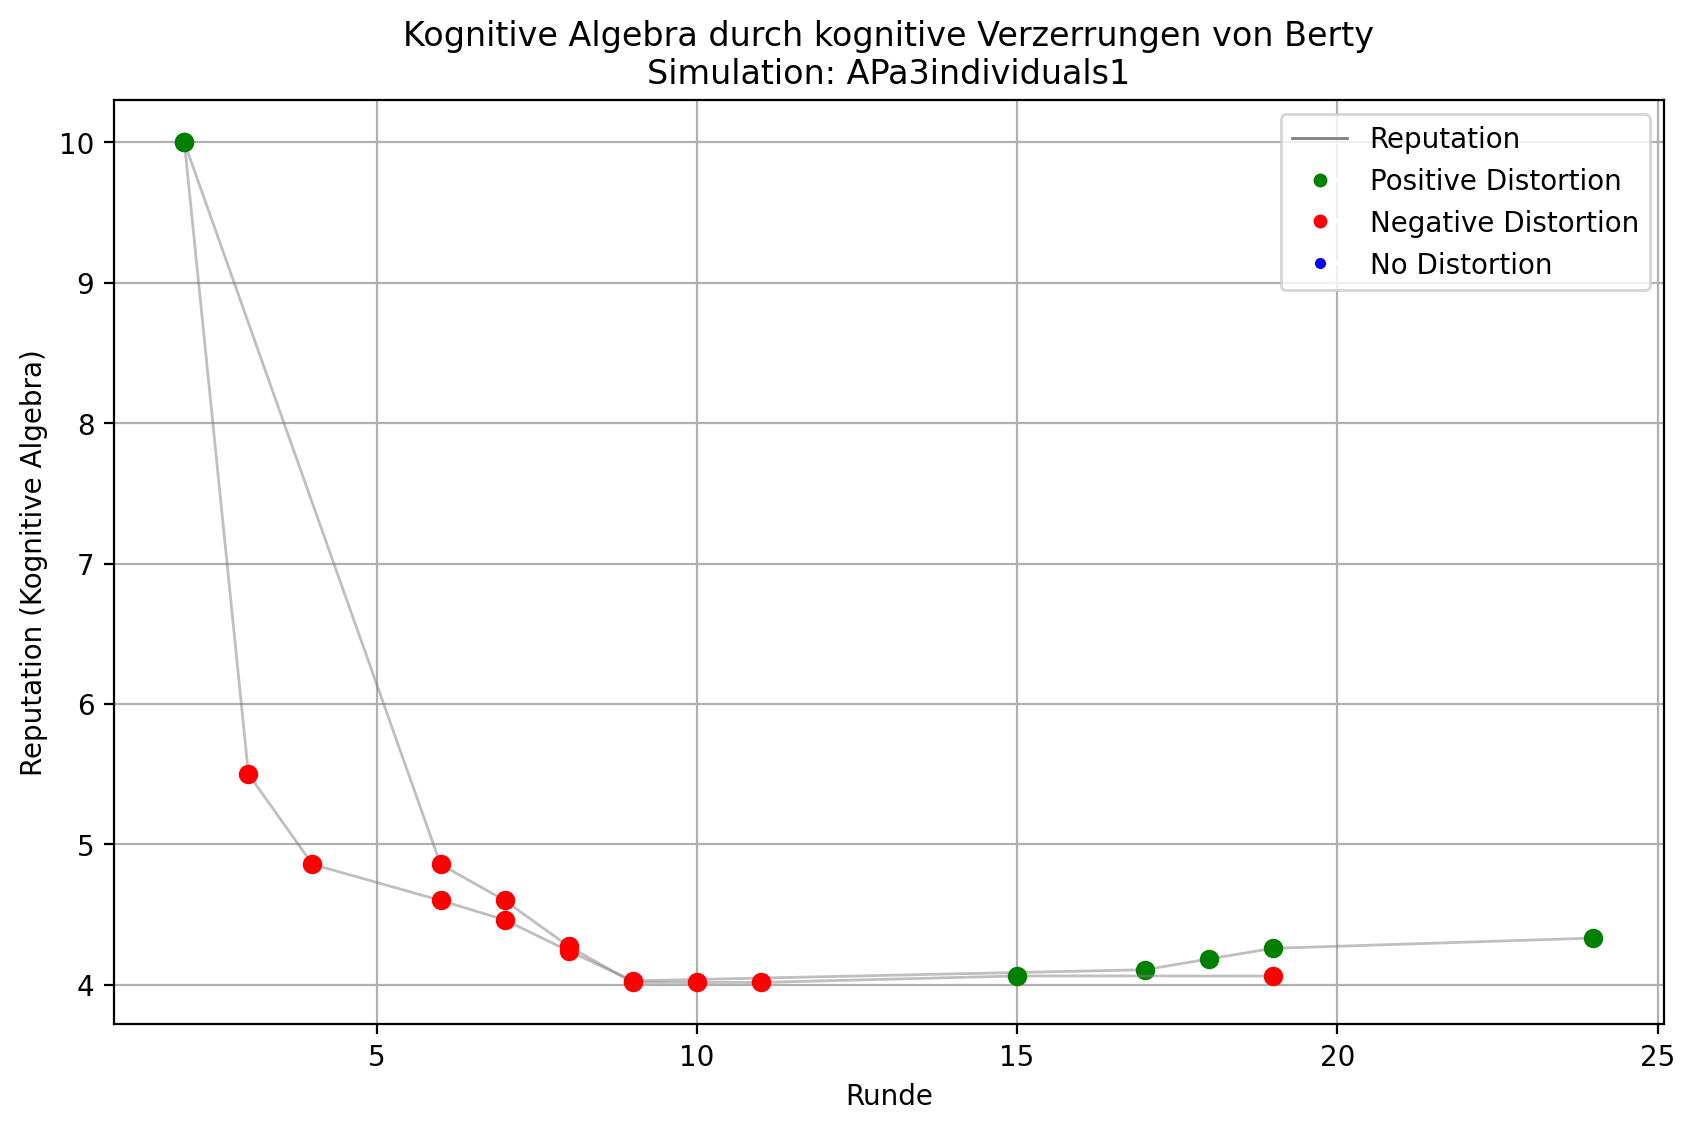 Kognitive Algebra durch kognitive Verzerrungen von Berty
Simulation: APa3individuals1
Reputation
Positive Distortion
Negative Distortion
No Distortion
Reputation (Kognitive Algebra)
10
9
8
7
6
5
4
5
10
15
20
25
Runde